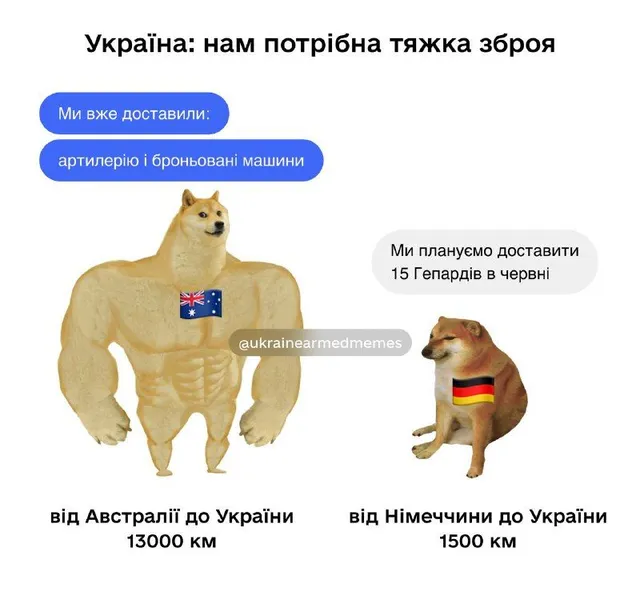 Україна: нам потрібна тяжка зброя
Ми вже доставили:
артилерію і броньовані машини
Ми плануємо доставити
15 Гепардів в червні
@ukrainearmedmemes
від Австралії до України
13000 км
від Німеччини до України
1500 км